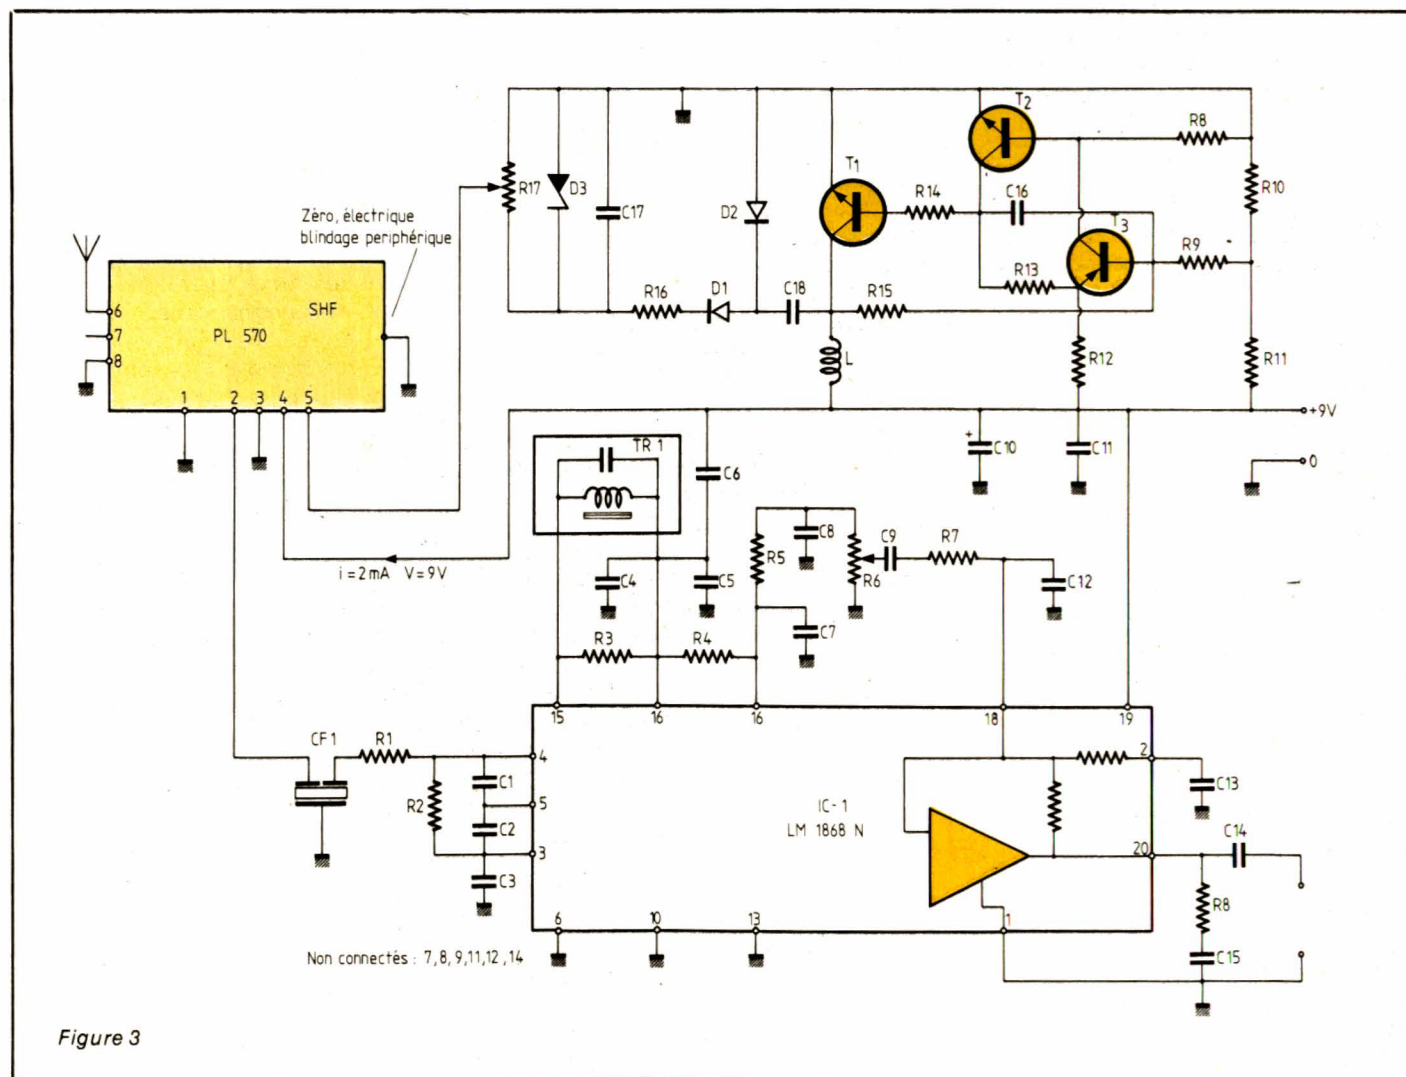 T2
R8
T1
R17
D3
C17
D2
R14
C16
R10
T3
Zèro, électrique
blindage periphérique
R13
R9
R16
D1
C18
R15
SHF
PL 570
6
7
8
L
R12
R11
1
2
3
4
5
+9V
TR 1
+
C10
C11
0
C6
C8
C9
R7
R5
R6
i = 2mA V = 9V
C4
C5
C12
C7
R3
R4
15
16
16
18
19
CF1
R1
4
2
C1
R2
5
C13
IC-1
LM 1868 N
C2
3
20
C14
C3
R8
6
10
13
1
C15
Non connectés : 7,8,9,11,12,14
Figure 3